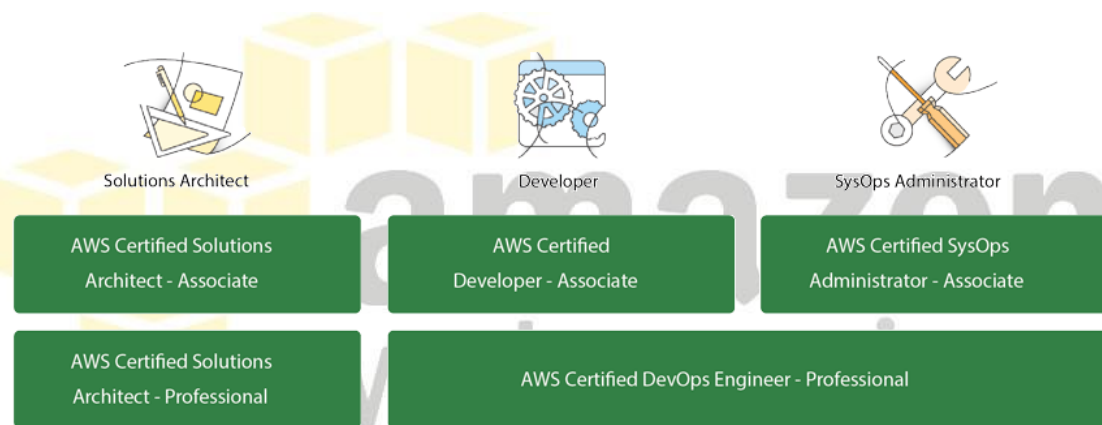 Solutions Architect
Developer
SysOps Administrator
amazon
AWS Certified Solutions
Architect - Associate
AWS Certified
Developer - Associate
AWS Certified SysOps
Administrator - Associate
AWS Certified Solutions
Architect - Professional
AWS Certified DevOps Engineer - Professional